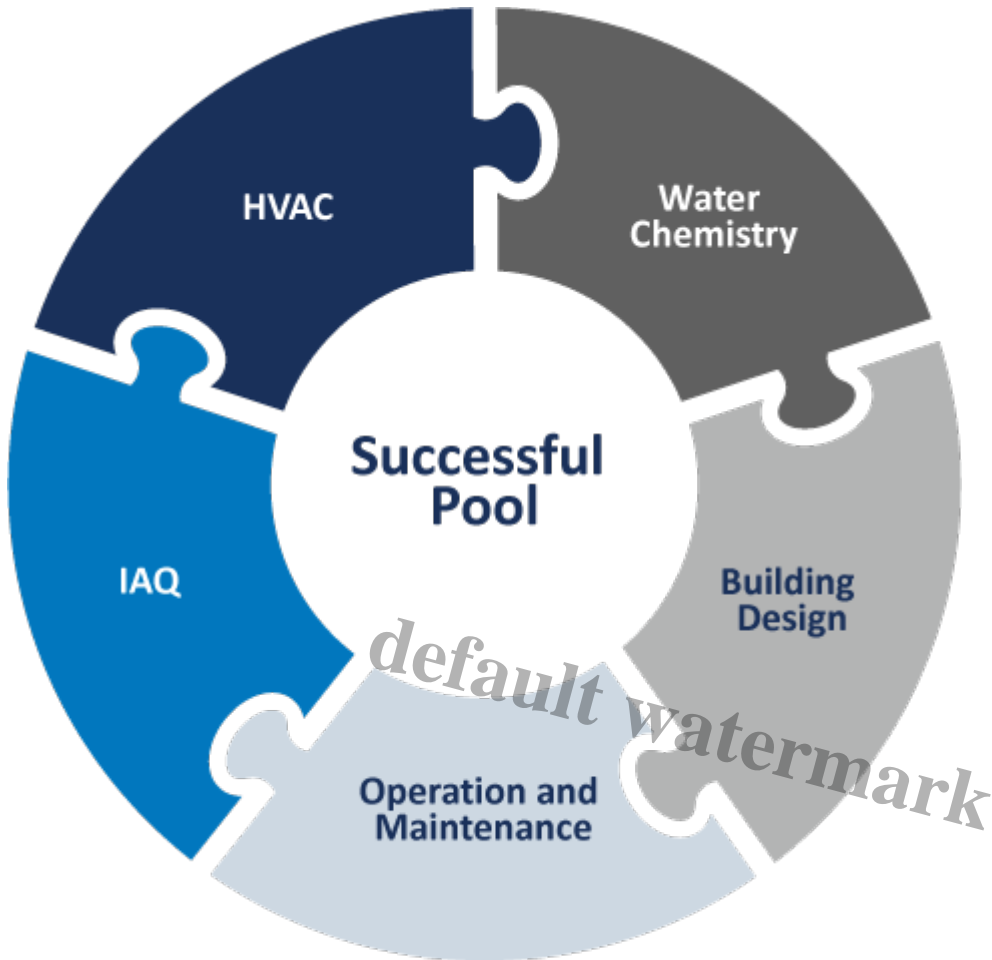 HVAC
Water
Chemistry
Successful
Pool
IAQ
Building
Design
Operation and
Maintenance
default watermark